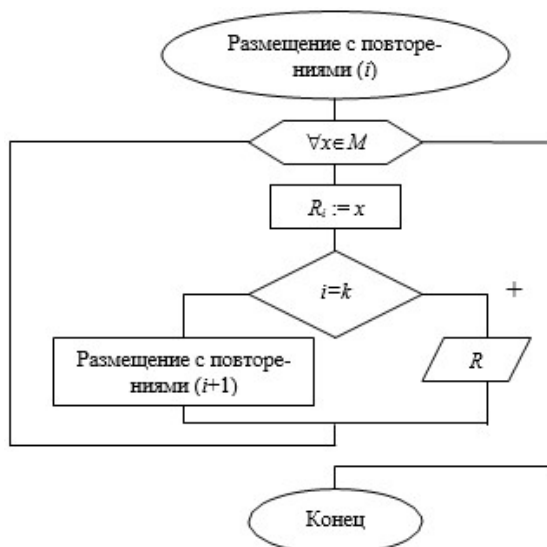 Размещение с повторе-
ниями (i)
∀x∈M
Rᵢ := x
i=k
+
Размещение с повторе-
ниями (i+1)
R
Конец